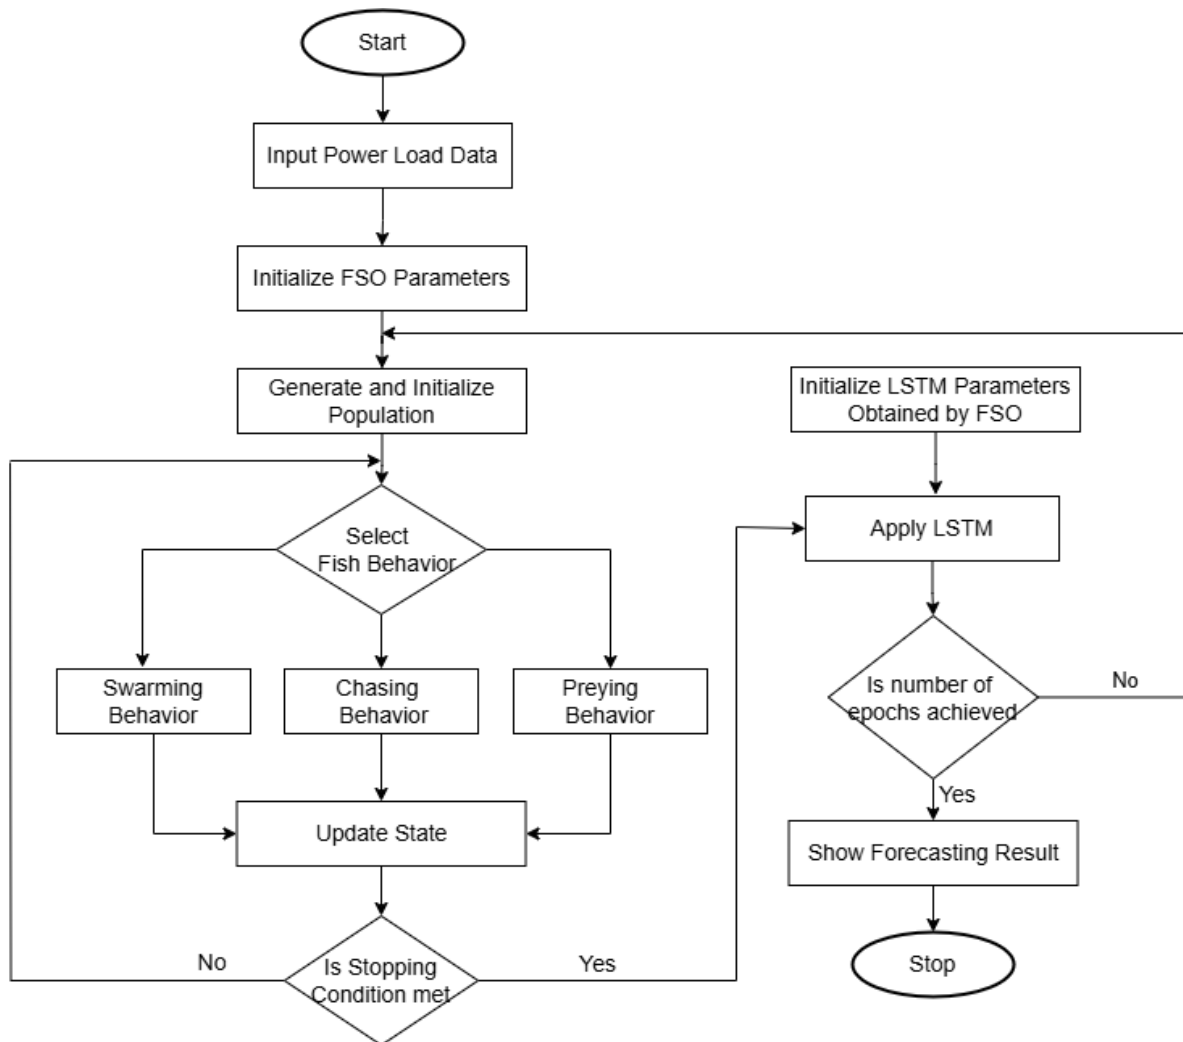 Start
Input Power Load Data
Initialize FSO Parameters
Generate and Initialize
Population
Select
Fish Behavior
Swarming
Behavior
Chasing
Behavior
Preying
Behavior
Update State
Is Stopping
Condition met
No
Yes
Initialize LSTM Parameters
Obtained by FSO
Apply LSTM
Is number of
epochs achieved
No
Yes
Show Forecasting Result
Stop